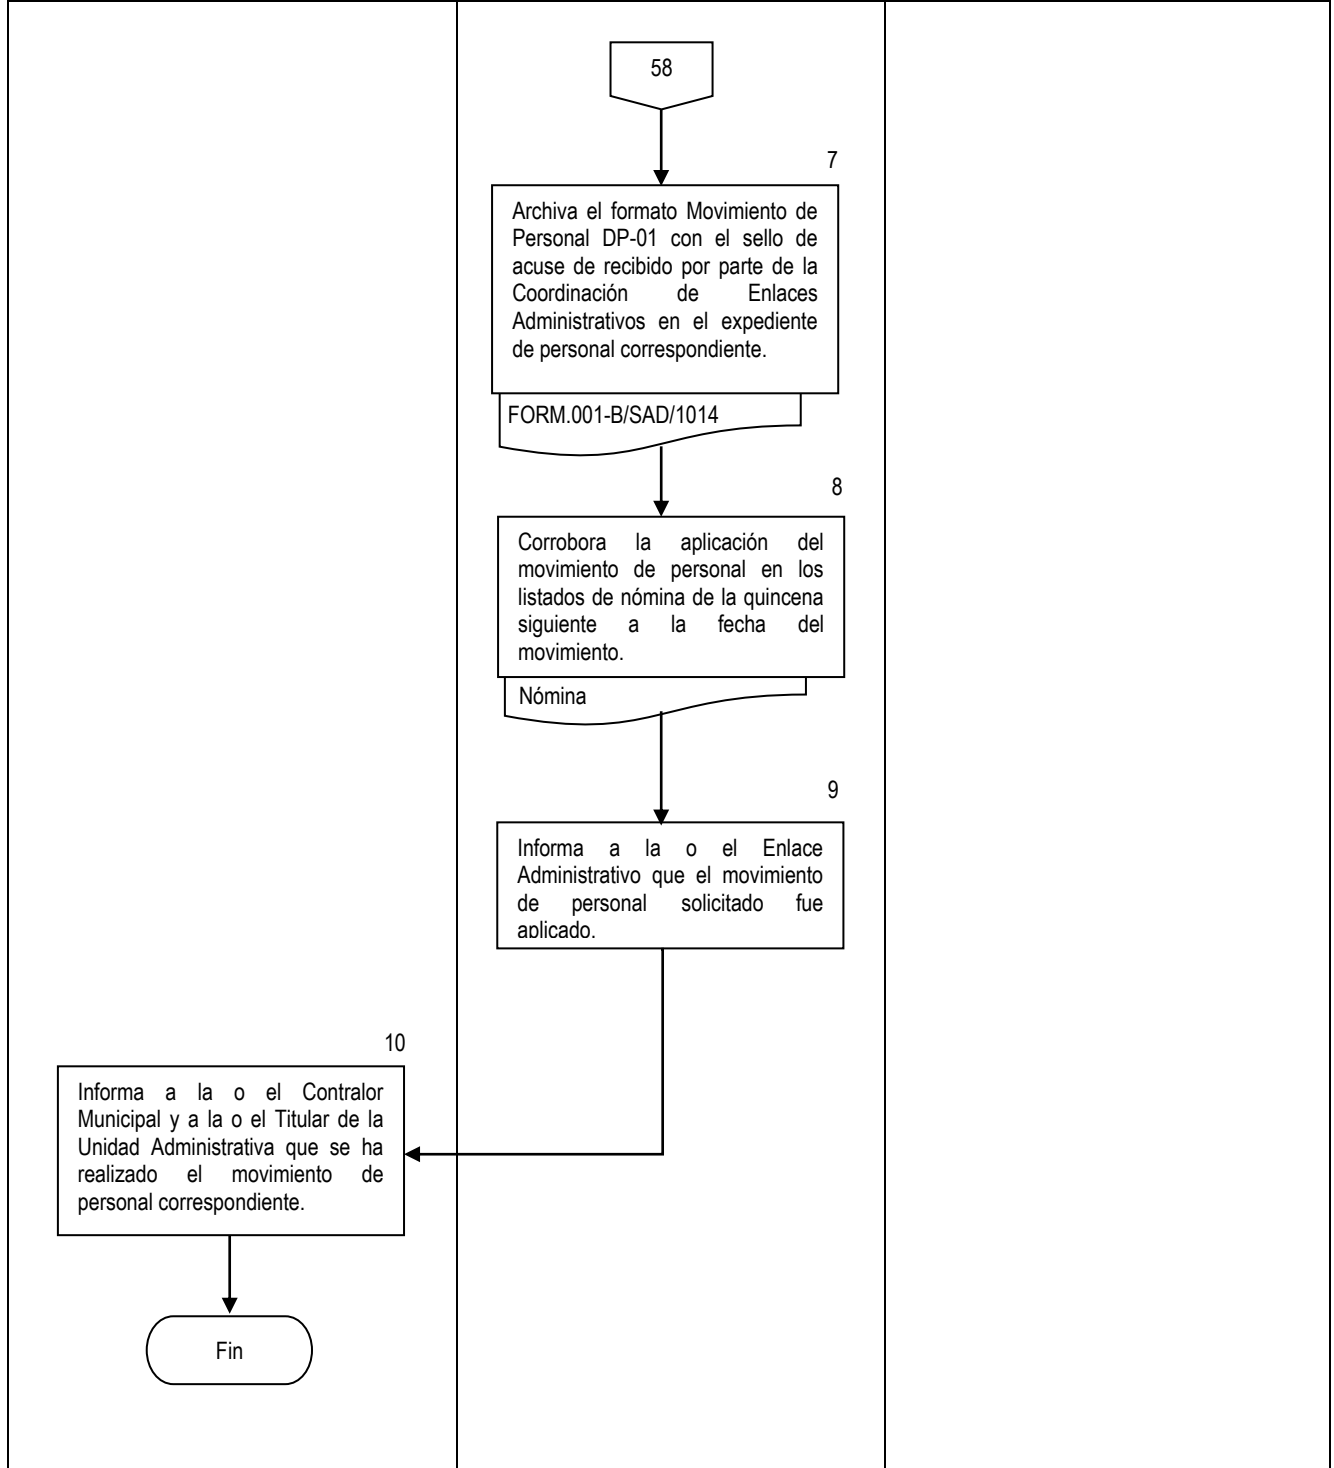 58
7
Archiva el formato Movimiento de
Personal DP-01 con el sello de
acuse de recibido por parte de la
Coordinación de Enlaces
Administrativos en el expediente
de personal correspondiente.
FORM.001-B/SAD/1014
8
Corrobora la aplicación del
movimiento de personal en los
listados de nómina de la quincena
siguiente a la fecha del
movimiento.
Nómina
9
Informa a la o el Enlace
Administrativo que el movimiento
de personal solicitado fue
aplicado.
10
Informa a la o el Contralor
Municipal y a la o el Titular de la
Unidad Administrativa que se ha
realizado el movimiento de
personal correspondiente.
Fin